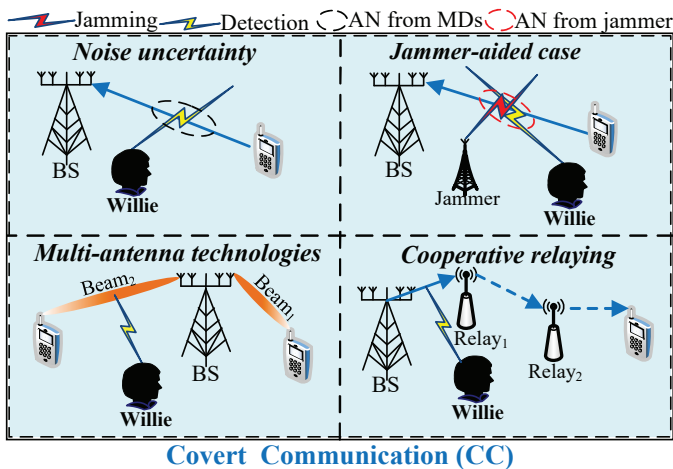 Jamming Detection AN from MDs AN from jammer
Noise uncertainty
BS
Willie
Jammer-aided case
BS
Jammer
Willie
Multi-antenna technologies
Beam2
Beam1
BS
Willie
Cooperative relaying
BS
Relay1
Relay2
Willie
Covert Communication (CC)